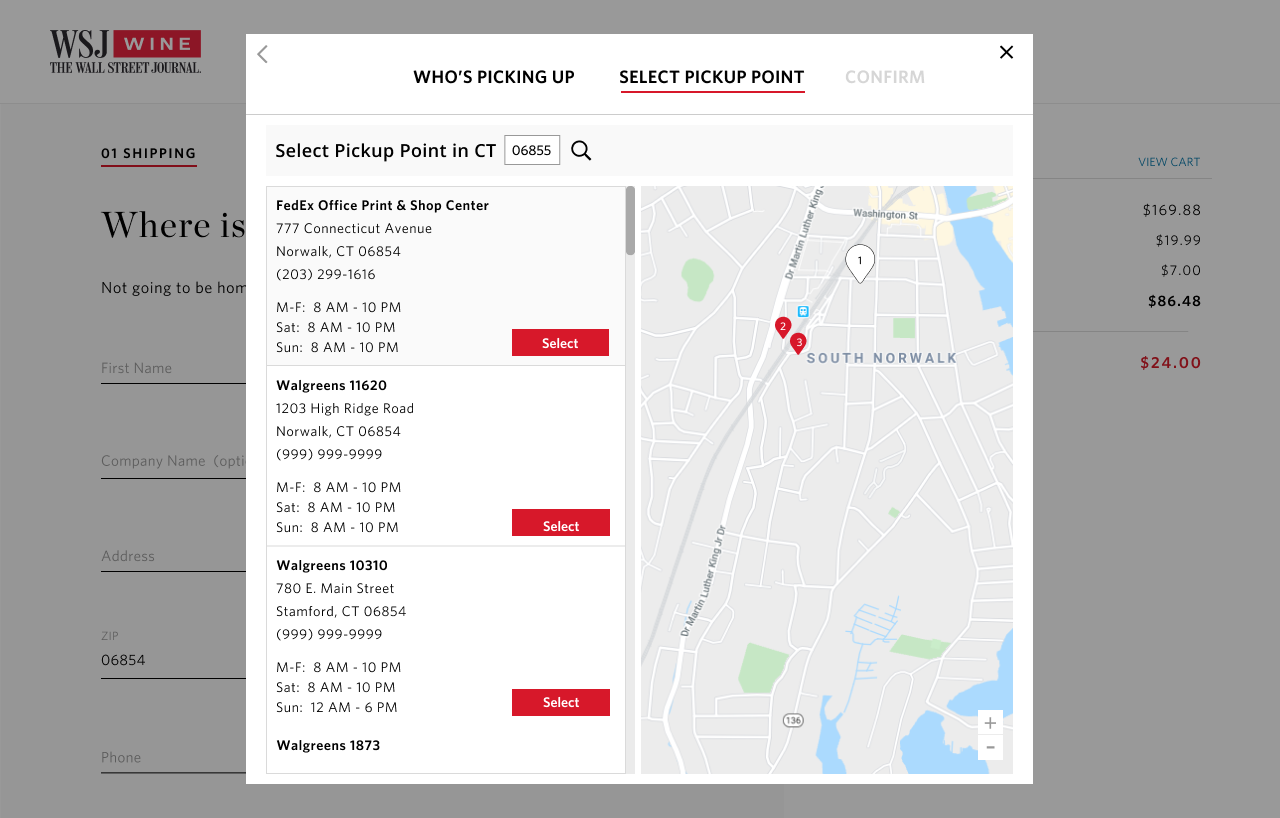 WSJ WINE
THE WALL STREET JOURNAL.
WHO'S PICKING UP
SELECT PICKUP POINT
CONFIRM
01 SHIPPING
Where is
Not going to be hom
First Name
Company Name (opti
Address
ZIP
06854
Phone
Select Pickup Point in CT 06855
FedEx Office Print & Shop Center
777 Connecticut Avenue
Norwalk, CT 06854
(203) 299-1616
M-F: 8 AM - 10 PM
Sat: 8 AM - 10 PM
Sun: 8 AM - 10 PM
Select
Walgreens 11620
1203 High Ridge Road
Norwalk, CT 06854
(999) 999-9999
M-F: 8 AM - 10 PM
Sat: 8 AM - 10 PM
Sun: 8 AM - 10 PM
Select
Walgreens 10310
780 E. Main Street
Stamford, CT 06854
(999) 999-9999
M-F: 8 AM - 10 PM
Sat: 8 AM - 10 PM
Sun: 12 AM - 6 PM
Select
Walgreens 1873
Dr Martin Luther King J
Washington St
1
2
3
SOUTH NORWALK
Dr Martin Luther King Jr Dr
136
+
-
VIEW CART
$169.88
$19.99
$7.00
$86.48
$24.00